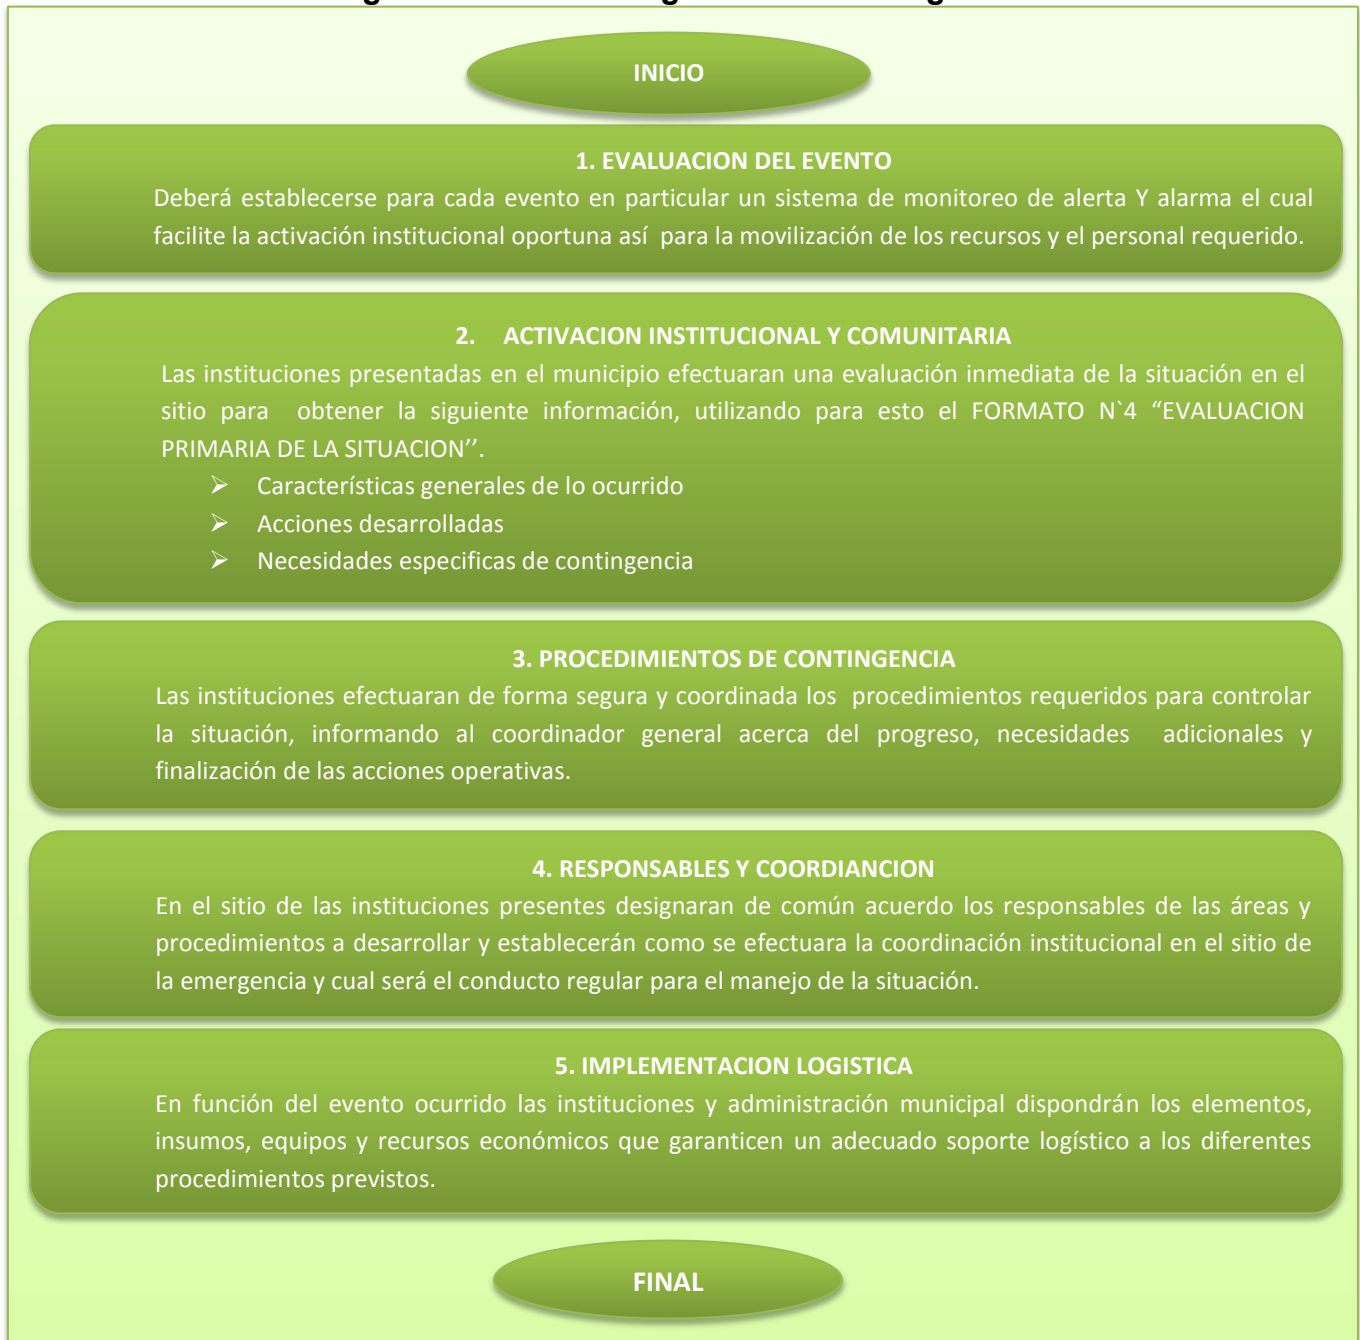 INICIO
1. EVALUACION DEL EVENTO
Deberá establecerse para cada evento en particular un sistema de monitoreo de alerta Y alarma el cual
facilite la activación institucional oportuna así para la movilización de los recursos y el personal requerido.
2. ACTIVACION INSTITUCIONAL Y COMUNITARIA
Las instituciones presentadas en el municipio efectuaran una evaluación inmediata de la situación en el
sitio para obtener la siguiente información, utilizando para esto el FORMATO N`4 “EVALUACION
PRIMARIA DE LA SITUACION’’.
➢ Características generales de lo ocurrido
➢ Acciones desarrolladas
➢ Necesidades especificas de contingencia
3. PROCEDIMIENTOS DE CONTINGENCIA
Las instituciones efectuaran de forma segura y coordinada los procedimientos requeridos para controlar
la situación, informando al coordinador general acerca del progreso, necesidades adicionales y
finalización de las acciones operativas.
4. RESPONSABLES Y COORDIANCION
En el sitio de las instituciones presentes designaran de común acuerdo los responsables de las áreas y
procedimientos a desarrollar y establecerán como se efectuara la coordinación institucional en el sitio de
la emergencia y cual será el conducto regular para el manejo de la situación.
5. IMPLEMENTACION LOGISTICA
En función del evento ocurrido las instituciones y administración municipal dispondrán los elementos,
insumos, equipos y recursos económicos que garanticen un adecuado soporte logístico a los diferentes
procedimientos previstos.
FINAL